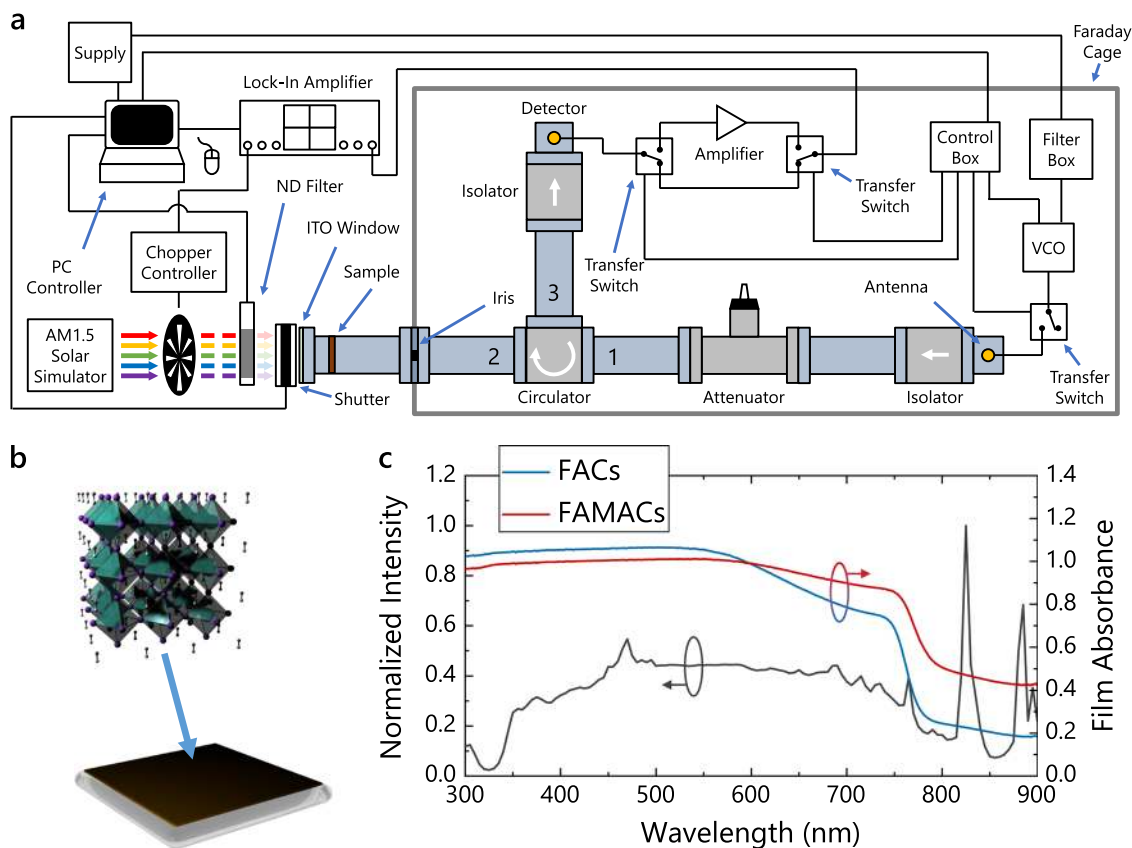 a
Supply
Lock-In Amplifier
Faraday
Cage
Detector
Amplifier
Control
Box
Filter
Box
Isolator
Transfer
Switch
ND Filter
ITO Window
Sample
PC
Controller
Chopper
Controller
Transfer
Switch
VCO
Iris
3
Antenna
AM1.5
Solar
Simulator
2
1
Shutter
Circulator
Attenuator
Isolator
Transfer
Switch
b
c
FACs
FAMACs
Normalized Intensity
1.2
1.0
0.8
0.6
0.4
0.2
0.0
1.4
1.2
1.0
0.8
0.6
0.4
0.2
0.0
Film Absorbance
300 400 500 600 700 800 900
Wavelength (nm)